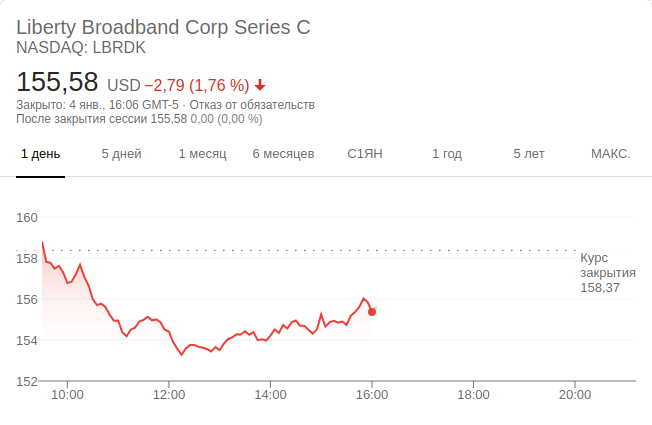 Liberty Broadband Corp Series C
NASDAQ: LBRDK
155,58 USD −2,79 (1,76 %)
Закрыто: 4 янв., 16:06 GMT-5 · Отказ от обязательств
После закрытия сессии 155,58 0,00 (0,00 %)
1 день 5 дней 1 месяц 6 месяцев С1ЯН 1 год 5 лет МАКС.
160
158
156
154
152
Курс
закрытия
158,37
10:00 12:00 14:00 16:00 18:00 20:00